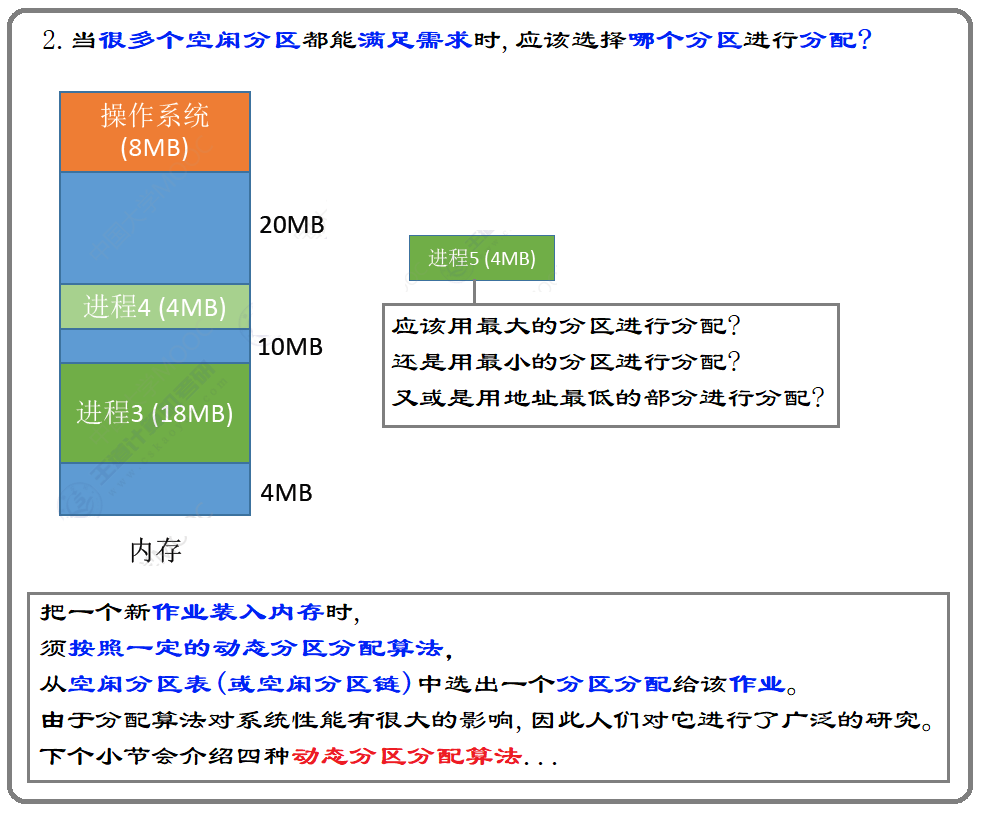 2. 当很多个空闲分区都能满足需求时, 应该选择哪个分区进行分配?
操作系统
(8MB)
20MB
进程4 (4MB)
10MB
进程3 (18MB)
4MB
内存
进程5 (4MB)
应该用最大的分区进行分配?
还是用最小的分区进行分配?
又或是用地址最低的部分进行分配?
把一个新作业装入内存时,
须按照一定的动态分区分配算法,
从空闲分区表(或空闲分区链)中选出一个分区分配给该作业。
由于分配算法对系统性能有很大的影响, 因此人们对它进行了广泛的研究。
下个小节会介绍四种动态分区分配算法...